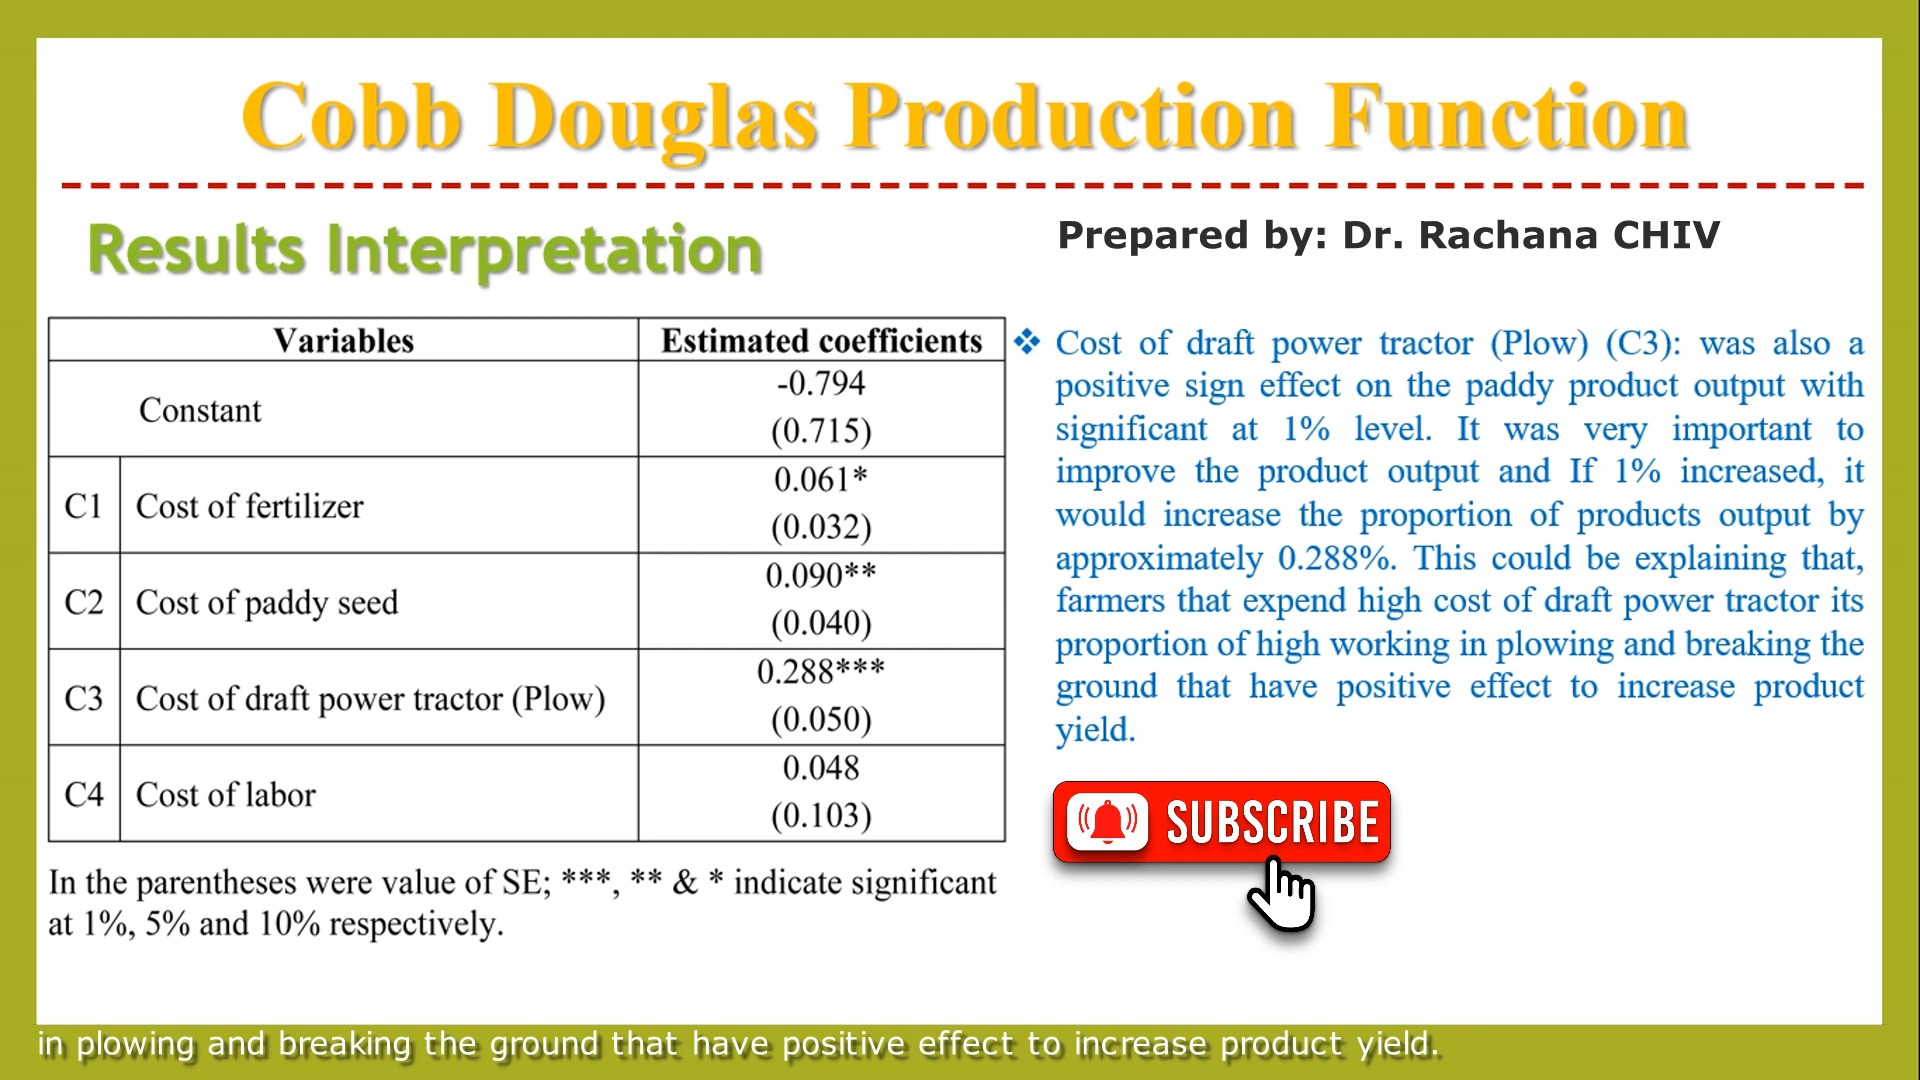 Cobb Douglas Production Function
Results Interpretation
Prepared by: Dr. Rachana CHIV
Variables Estimated coefficients
Constant -0.794
(0.715)
C1 Cost of fertilizer 0.061*
(0.032)
C2 Cost of paddy seed 0.090**
(0.040)
C3 Cost of draft power tractor (Plow) 0.288***
(0.050)
C4 Cost of labor 0.048
(0.103)
In the parentheses were value of SE; ***, ** & * indicate significant
at 1%, 5% and 10% respectively.
❖ Cost of draft power tractor (Plow) (C3): was also a
positive sign effect on the paddy product output with
significant at 1% level. It was very important to
improve the product output and If 1% increased, it
would increase the proportion of products output by
approximately 0.288%. This could be explaining that,
farmers that expend high cost of draft power tractor its
proportion of high working in plowing and breaking the
ground that have positive effect to increase product
yield.
SUBSCRIBE
in plowing and breaking the ground that have positive effect to increase product yield.